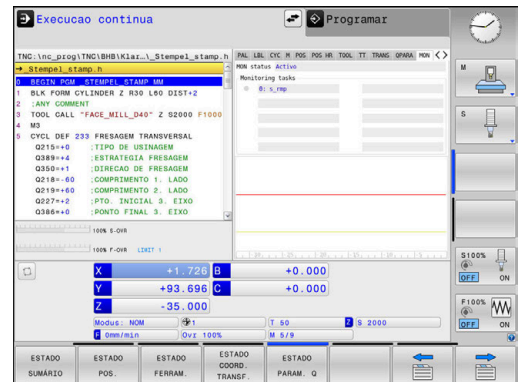 Execucao continua
Programar
TNC:\nc_prog\TNC\BHB\Klar…\_Stempel_stamp.h
→_Stempel_stamp.h
0 BEGIN PGM _STEMPEL_STAMP MM
1 BLK FORM CYLINDER Z R30 L60 DIST+2
2 ;ANY COMMENT
3 TOOL CALL "FACE_MILL_D40" Z S2000 F1000
4 M3
5 CYCL DEF 233 FRESAGEM TRANSVERSAL
Q215=+0 ;TIPO DE USINAGEM
Q389=+4 ;ESTRATEGIA FRESAGEM
Q350=+1 ;DIRECAO DE FRESAGEM
Q218=-60 ;COMPRIMENTO 1. LADO
Q219=+60 ;COMPRIMENTO 2. LADO
Q227=+2 ;PTO. INICIAL 3. EIXO
Q386=+0 ;PONTO FINAL 3. EIXO
PAL LBL CYC M POS POS HR TOOL TT TRANS QPARA MON
MON status Activo
Monitoring tasks
0: s_rmp
100% S-OVR
100% F-OVR LIMIT 1
X +1.726 B +0.000
Y +93.696 C +0.000
Z -35.000
Modus: NOM 1 T 50 Z S 2000
F 0mm/min Ovr 100% M 5/9
M
S
S100%
OFF ON
F100%
OFF ON
ESTADO SUMÁRIO
ESTADO POS.
ESTADO FERRAM.
ESTADO COORD. TRANSF.
ESTADO PARAM. Q